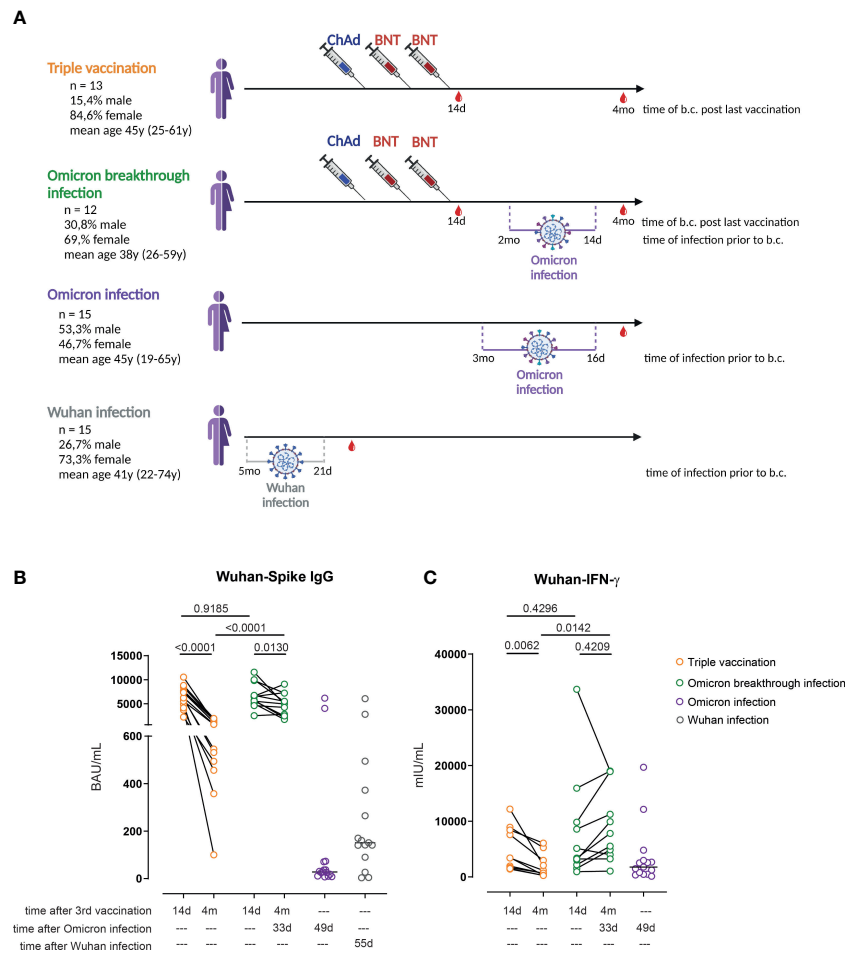 A
ChAd BNT BNT
Triple vaccination
n = 13
15,4% male
84,6% female
mean age 45y (25-61y)
14d
4mo
time of b.c. post last vaccination
ChAd BNT BNT
Omicron breakthrough
infection
n = 12
30,8% male
69,% female
mean age 38y (26-59y)
14d
4mo
time of b.c. post last vaccination
2mo
14d
time of infection prior to b.c.
Omicron
infection
Omicron infection
n = 15
53,3% male
46,7% female
mean age 45y (19-65y)
3mo
16d
time of infection prior to b.c.
Omicron
infection
Wuhan infection
n = 15
26,7% male
73,3% female
mean age 41y (22-74y)
5mo
21d
time of infection prior to b.c.
Wuhan
infection
B
Wuhan-Spike IgG
0.9185
<0.0001
<0.0001
0.0130
15000
10000
5000
600
400
200
0
BAU/mL
C
Wuhan-IFN-γ
0.4296
0.0142
0.0062
0.4209
40000
30000
20000
10000
0
mIU/mL
Triple vaccination
Omicron breakthrough infection
Omicron infection
Wuhan infection
time after 3rd vaccination 14d 4m 14d 4m --- ---
time after Omicron infection --- --- --- 33d 49d ---
time after Wuhan infection --- --- --- --- --- 55d
14d 4m 14d 4m ---
--- --- --- 33d 49d
--- --- --- --- ---